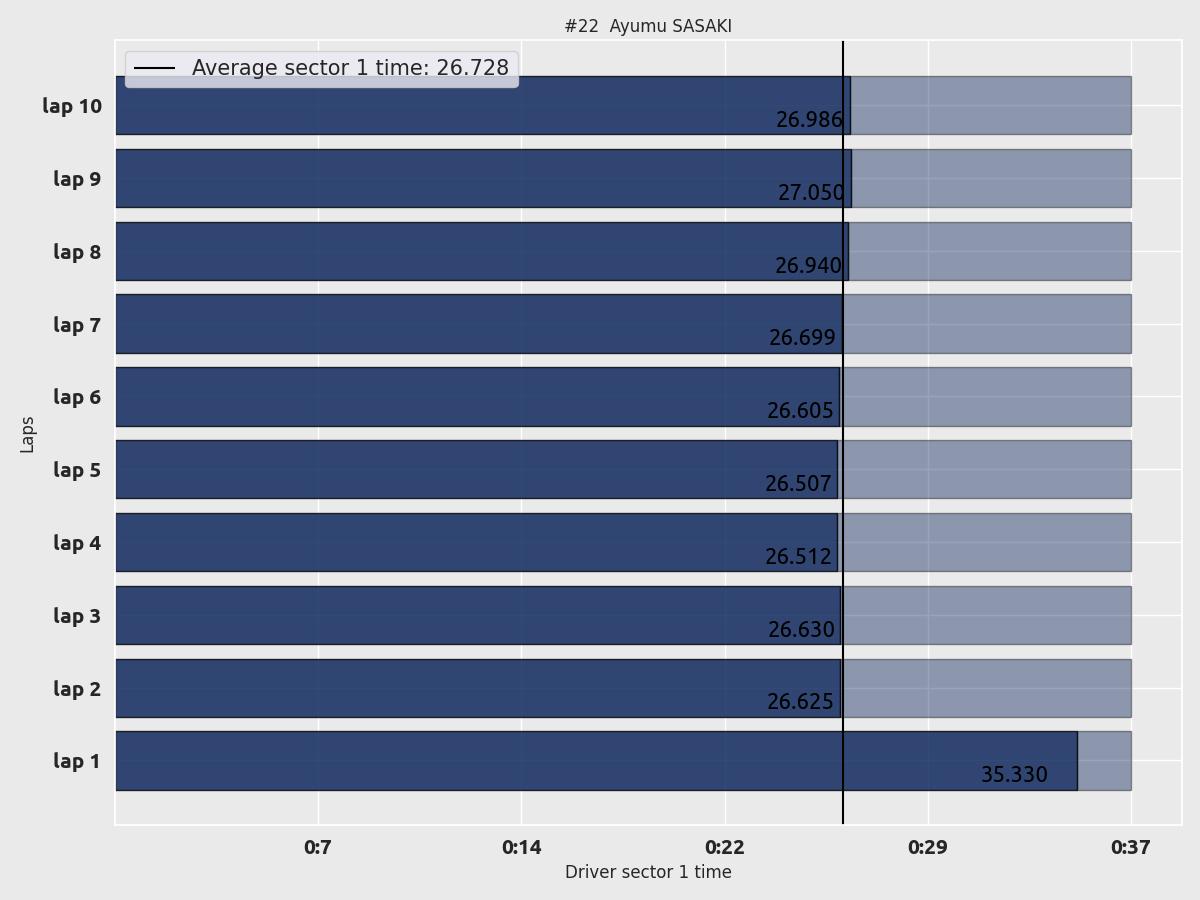 #22  Ayumu SASAKI
Average sector 1 time: 26.728
lap 10
26.986
lap 9
27.050
lap 8
26.940
lap 7
26.699
lap 6
26.605
lap 5
26.507
lap 4
26.512
lap 3
26.630
lap 2
26.625
lap 1
35.330
Laps
0:7
0:14
0:22
0:29
0:37
Driver sector 1 time